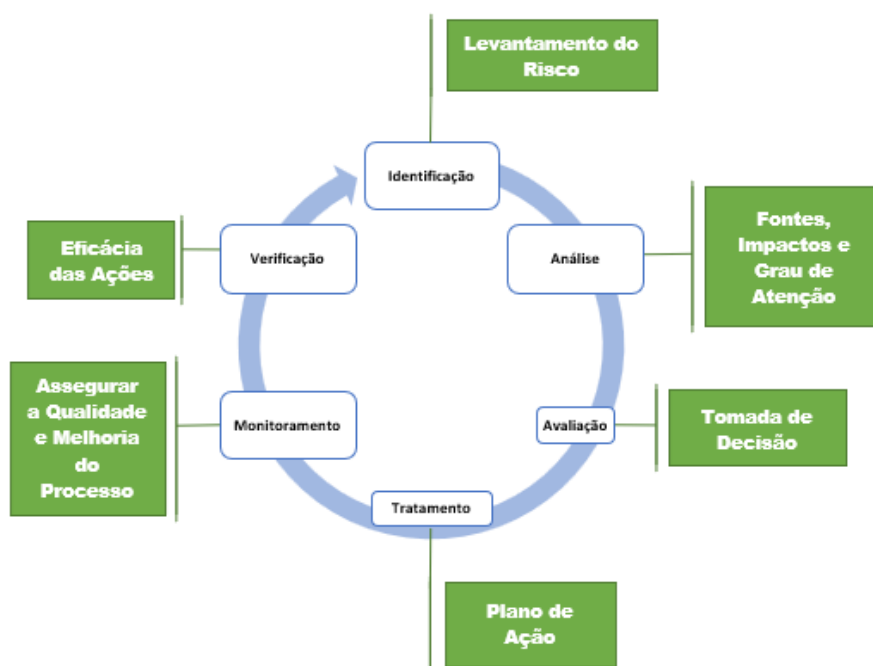 Levantamento do
Risco
Identificação
Fontes,
Impactos e
Grau de
Atenção
Análise
Eficácia
das Ações
Verificação
Assegurar
a Qualidade
e Melhoria
do
Processo
Monitoramento
Avaliação
Tomada de
Decisão
Tratamento
Plano de
Ação